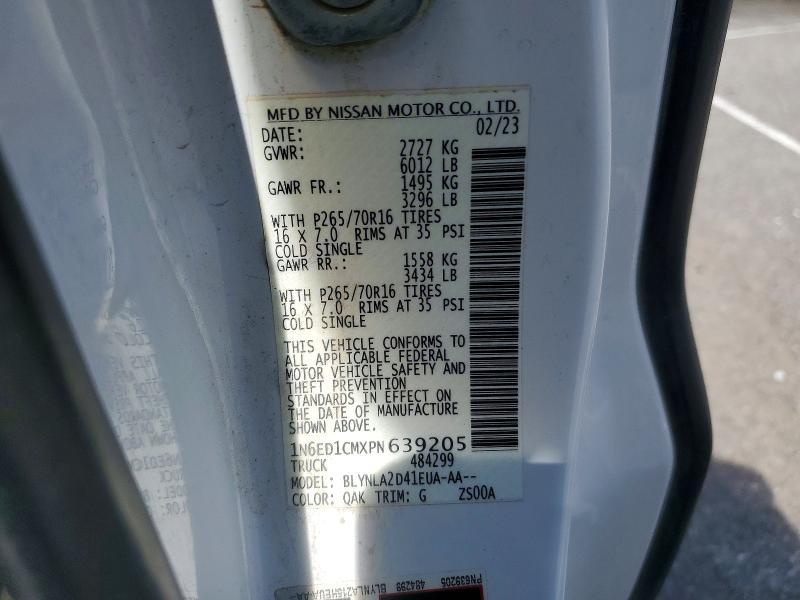 MFD BY NISSAN MOTOR CO., LTD.
DATE: 02/23
GVWR: 2727 KG
6012 LB
GAWR FR.: 1495 KG
3296 LB
WITH P265/70R16 TIRES
16 X 7.0 RIMS AT 35 PSI
COLD SINGLE
GAWR RR.: 1558 KG
3434 LB
WITH P265/70R16 TIRES
16 X 7.0 RIMS AT 35 PSI
COLD SINGLE
THIS VEHICLE CONFORMS TO
ALL APPLICABLE FEDERAL
MOTOR VEHICLE SAFETY AND
THEFT PREVENTION
STANDARDS IN EFFECT ON
THE DATE OF MANUFACTURE
SHOWN ABOVE.
1N6ED1CMXPN639205
TRUCK 484299
MODEL: BLYNLA2D41EUA-AA--
COLOR: QAK TRIM: G ZS00A
PN639205 484299